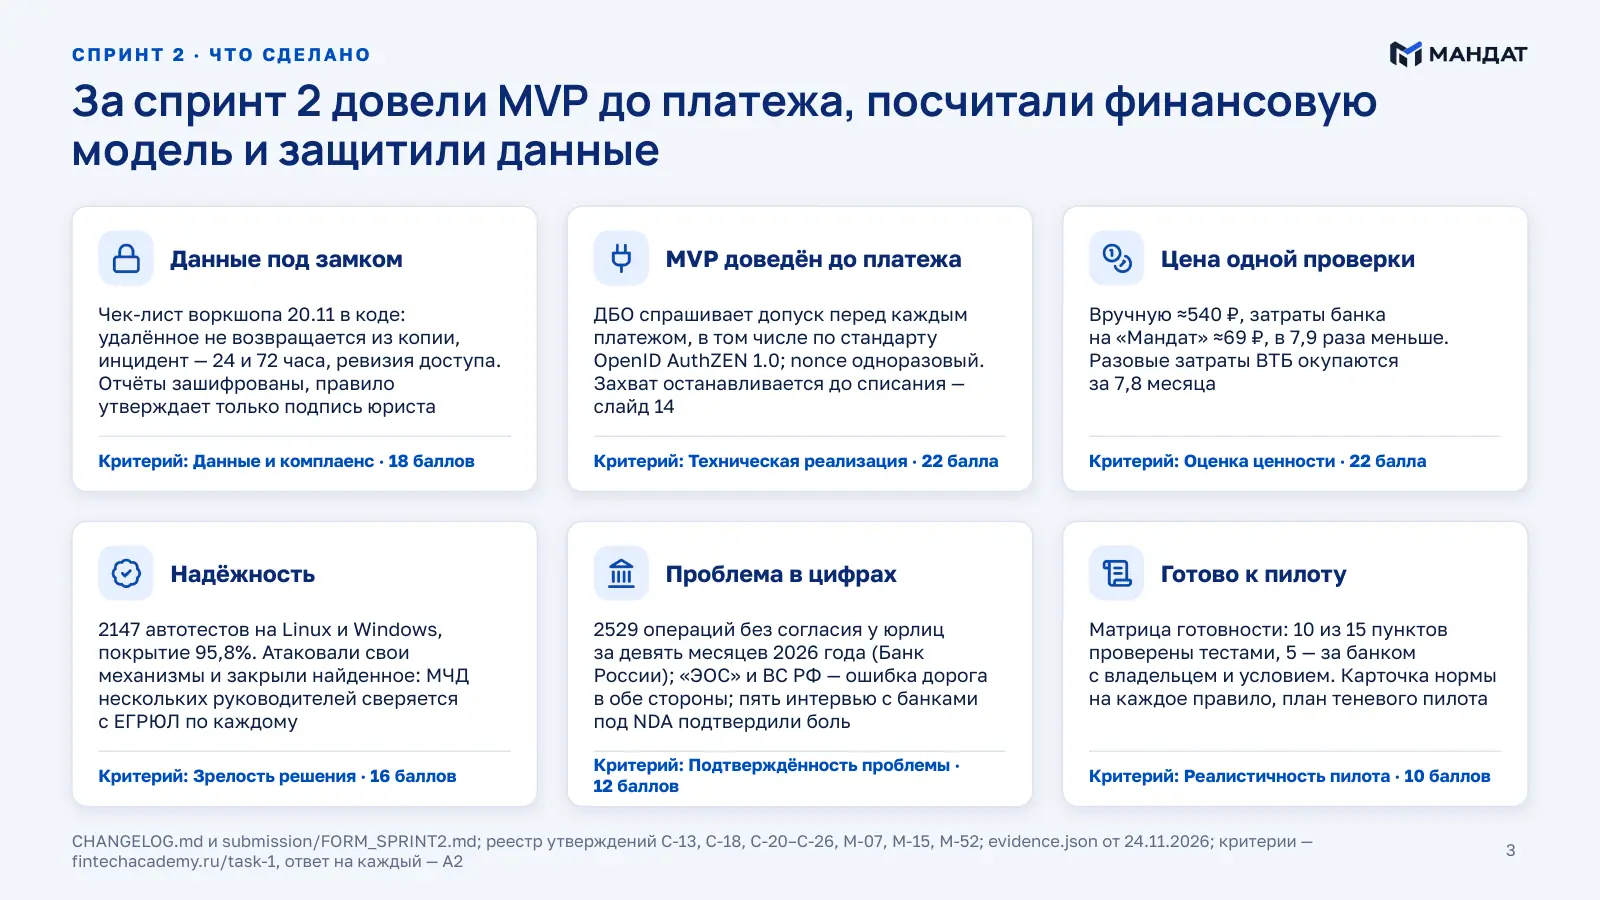 СПРИНТ 2 · ЧТО СДЕЛАНО
МАНДАТ
За спринт 2 довели MVP до платежа, посчитали финансовую
модель и защитили данные
Данные под замком
Чек-лист воркшопа 20.11 в коде:
удалённое не возвращается из копии,
инцидент — 24 и 72 часа, ревизия доступа.
Отчёты зашифрованы, правило
утверждает только подпись юриста
Критерий: Данные и комплаенс · 18 баллов
MVP доведён до платежа
ДБО спрашивает допуск перед каждым
платежом, в том числе по стандарту
OpenID AuthZEN 1.0; nonce одноразовый.
Захват останавливается до списания —
слайд 14
Критерий: Техническая реализация · 22 балла
Цена одной проверки
Вручную ≈540 ₽, затраты банка
на «Мандат» ≈69 ₽, в 7,9 раза меньше.
Разовые затраты ВТБ окупаются
за 7,8 месяца
Критерий: Оценка ценности · 22 балла
Надёжность
2147 автотестов на Linux и Windows,
покрытие 95,8%. Атаковали свои
механизмы и закрыли найденное: МЧД
нескольких руководителей сверяется
с ЕГРЮЛ по каждому
Критерий: Зрелость решения · 16 баллов
Проблема в цифрах
2529 операций без согласия у юрлиц
за девять месяцев 2026 года (Банк
России); «ЭОС» и ВС РФ — ошибка дорога
в обе стороны; пять интервью с банками
под NDA подтвердили боль
Критерий: Подтверждённость проблемы ·
12 баллов
Готово к пилоту
Матрица готовности: 10 из 15 пунктов
проверены тестами, 5 — за банком
с владельцем и условием. Карточка нормы
на каждое правило, план теневого пилота
Критерий: Реалистичность пилота · 10 баллов
CHANGELOG.md и submission/FORM_SPRINT2.md; реестр утверждений С-13, С-18, С-20–С-26, М-07, М-15, М-52; evidence.json от 24.11.2026; критерии —
fintechacademy.ru/task-1, ответ на каждый — А2
3